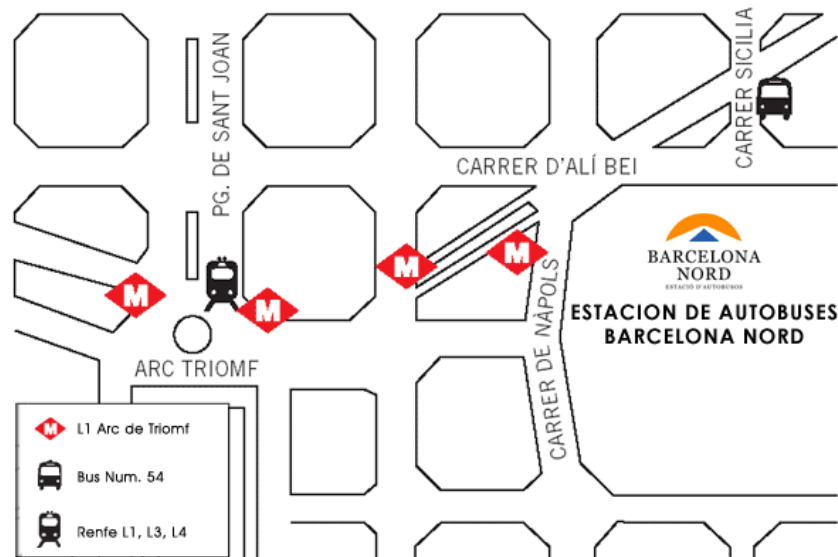 PG. DE SANT JOAN
CARRER SICILIA
CARRER D'ALÍ BEI
M
M
M
M
BARCELONA
NORD
ESTACIÓ D'AUTOBUSOS
ESTACION DE AUTOBUSES
BARCELONA NORD
CARRER DE NÀPOLS
ARC TRIOMF
M L1 Arc de Triomf
Bus Num. 54
Renfe L1, L3, L4